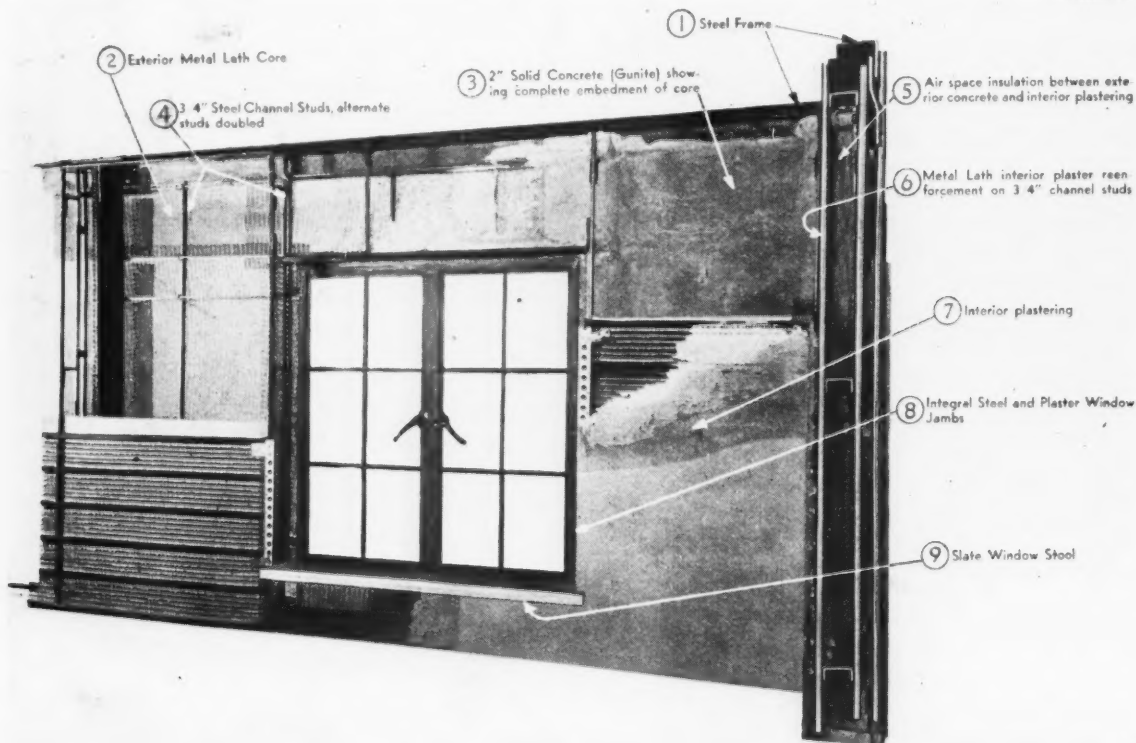 ① Steel Frame
② Exterior Metal Lath Core
③ 2" Solid Concrete (Gunite) show-
ing complete embedment of core
④ 3 4" Steel Channel Studs, alternate
studs doubled
⑤ Air space insulation between exte-
rior concrete and interior plastering
⑥ Metal Lath interior plaster reen
forcement on 3 4" channel studs
⑦ Interior plastering
⑧ Integral Steel and Plaster Window
Jambs
⑨ Slate Window Stool